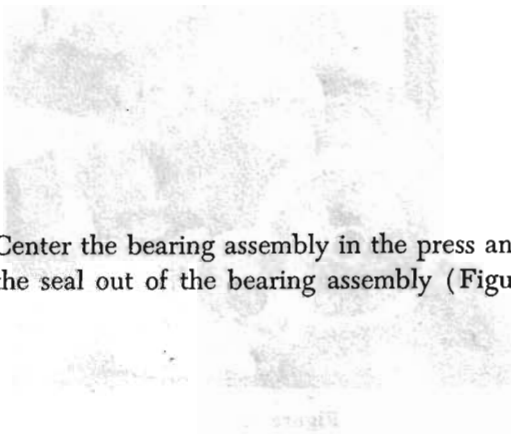 Center the bearing assembly in the press an
the seal out of the bearing assembly (Figu